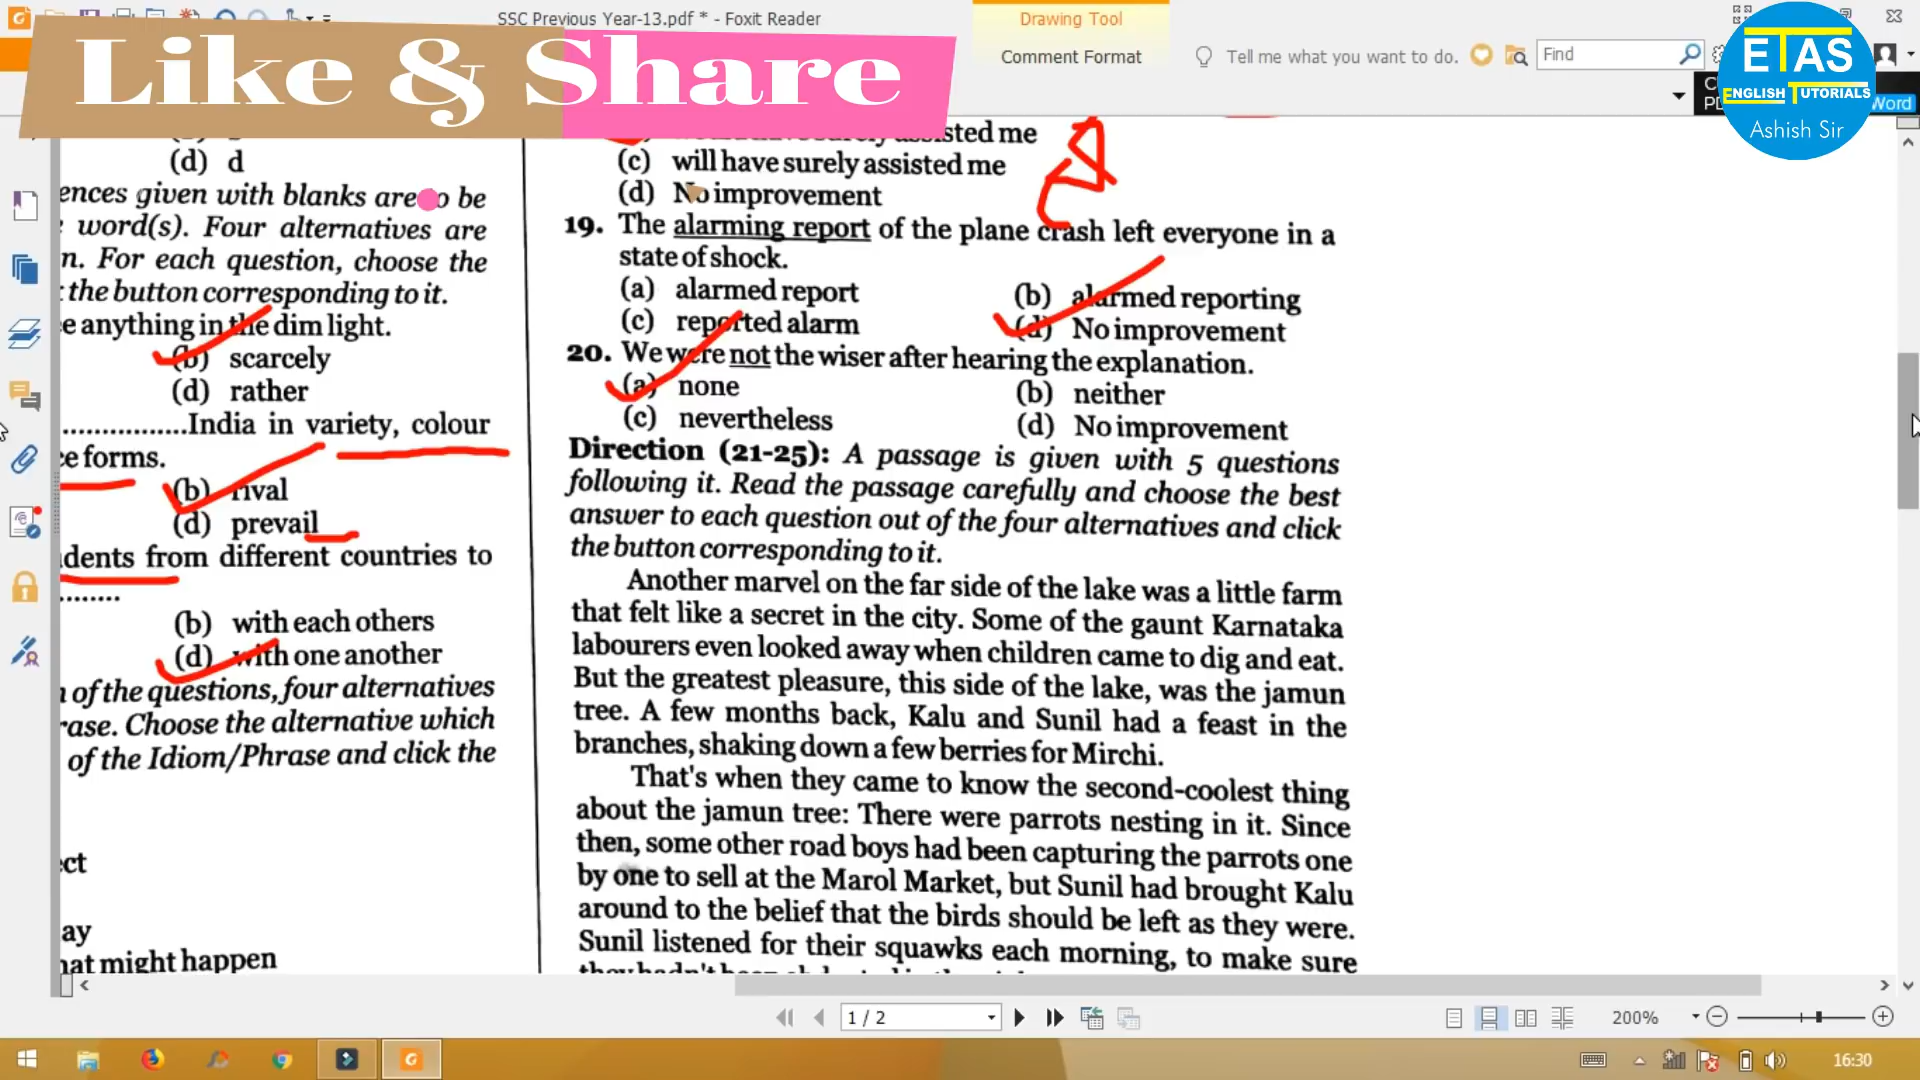 SSC Previous Year-13.pdf * - Foxit Reader
Drawing Tool
Comment Format
Tell me what you want to do.
Find
Like & Share
ETAS
ENGLISH TUTORIALS
Ashish Sir
Word
(d) d
ences given with blanks are to be
word(s). Four alternatives are
n. For each question, choose the
the button corresponding to it.
e anything in the dim light.
(b) scarcely
(d) rather
................India in variety, colour
ce forms.
(b) rival
(d) prevail
dents from different countries to
........
(b) with each others
(d) with one another
of the questions, four alternatives
rase. Choose the alternative which
of the Idiom/Phrase and click the
ect
ay
hat might happen
surely assisted me
(c) will have surely assisted me
(d) No improvement
19. The alarming report of the plane crash left everyone in a
state of shock.
(a) alarmed report (b) alarmed reporting
(c) reported alarm (d) No improvement
20. We were not the wiser after hearing the explanation.
(a) none (b) neither
(c) nevertheless (d) No improvement
Direction (21-25): A passage is given with 5 questions
following it. Read the passage carefully and choose the best
answer to each question out of the four alternatives and click
the button corresponding to it.
Another marvel on the far side of the lake was a little farm
that felt like a secret in the city. Some of the gaunt Karnataka
labourers even looked away when children came to dig and eat.
But the greatest pleasure, this side of the lake, was the jamun
tree. A few months back, Kalu and Sunil had a feast in the
branches, shaking down a few berries for Mirchi.
That's when they came to know the second-coolest thing
about the jamun tree: There were parrots nesting in it. Since
then, some other road boys had been capturing the parrots one
by one to sell at the Marol Market, but Sunil had brought Kalu
around to the belief that the birds should be left as they were.
Sunil listened for their squawks each morning, to make sure
1 / 2
200%
16:30